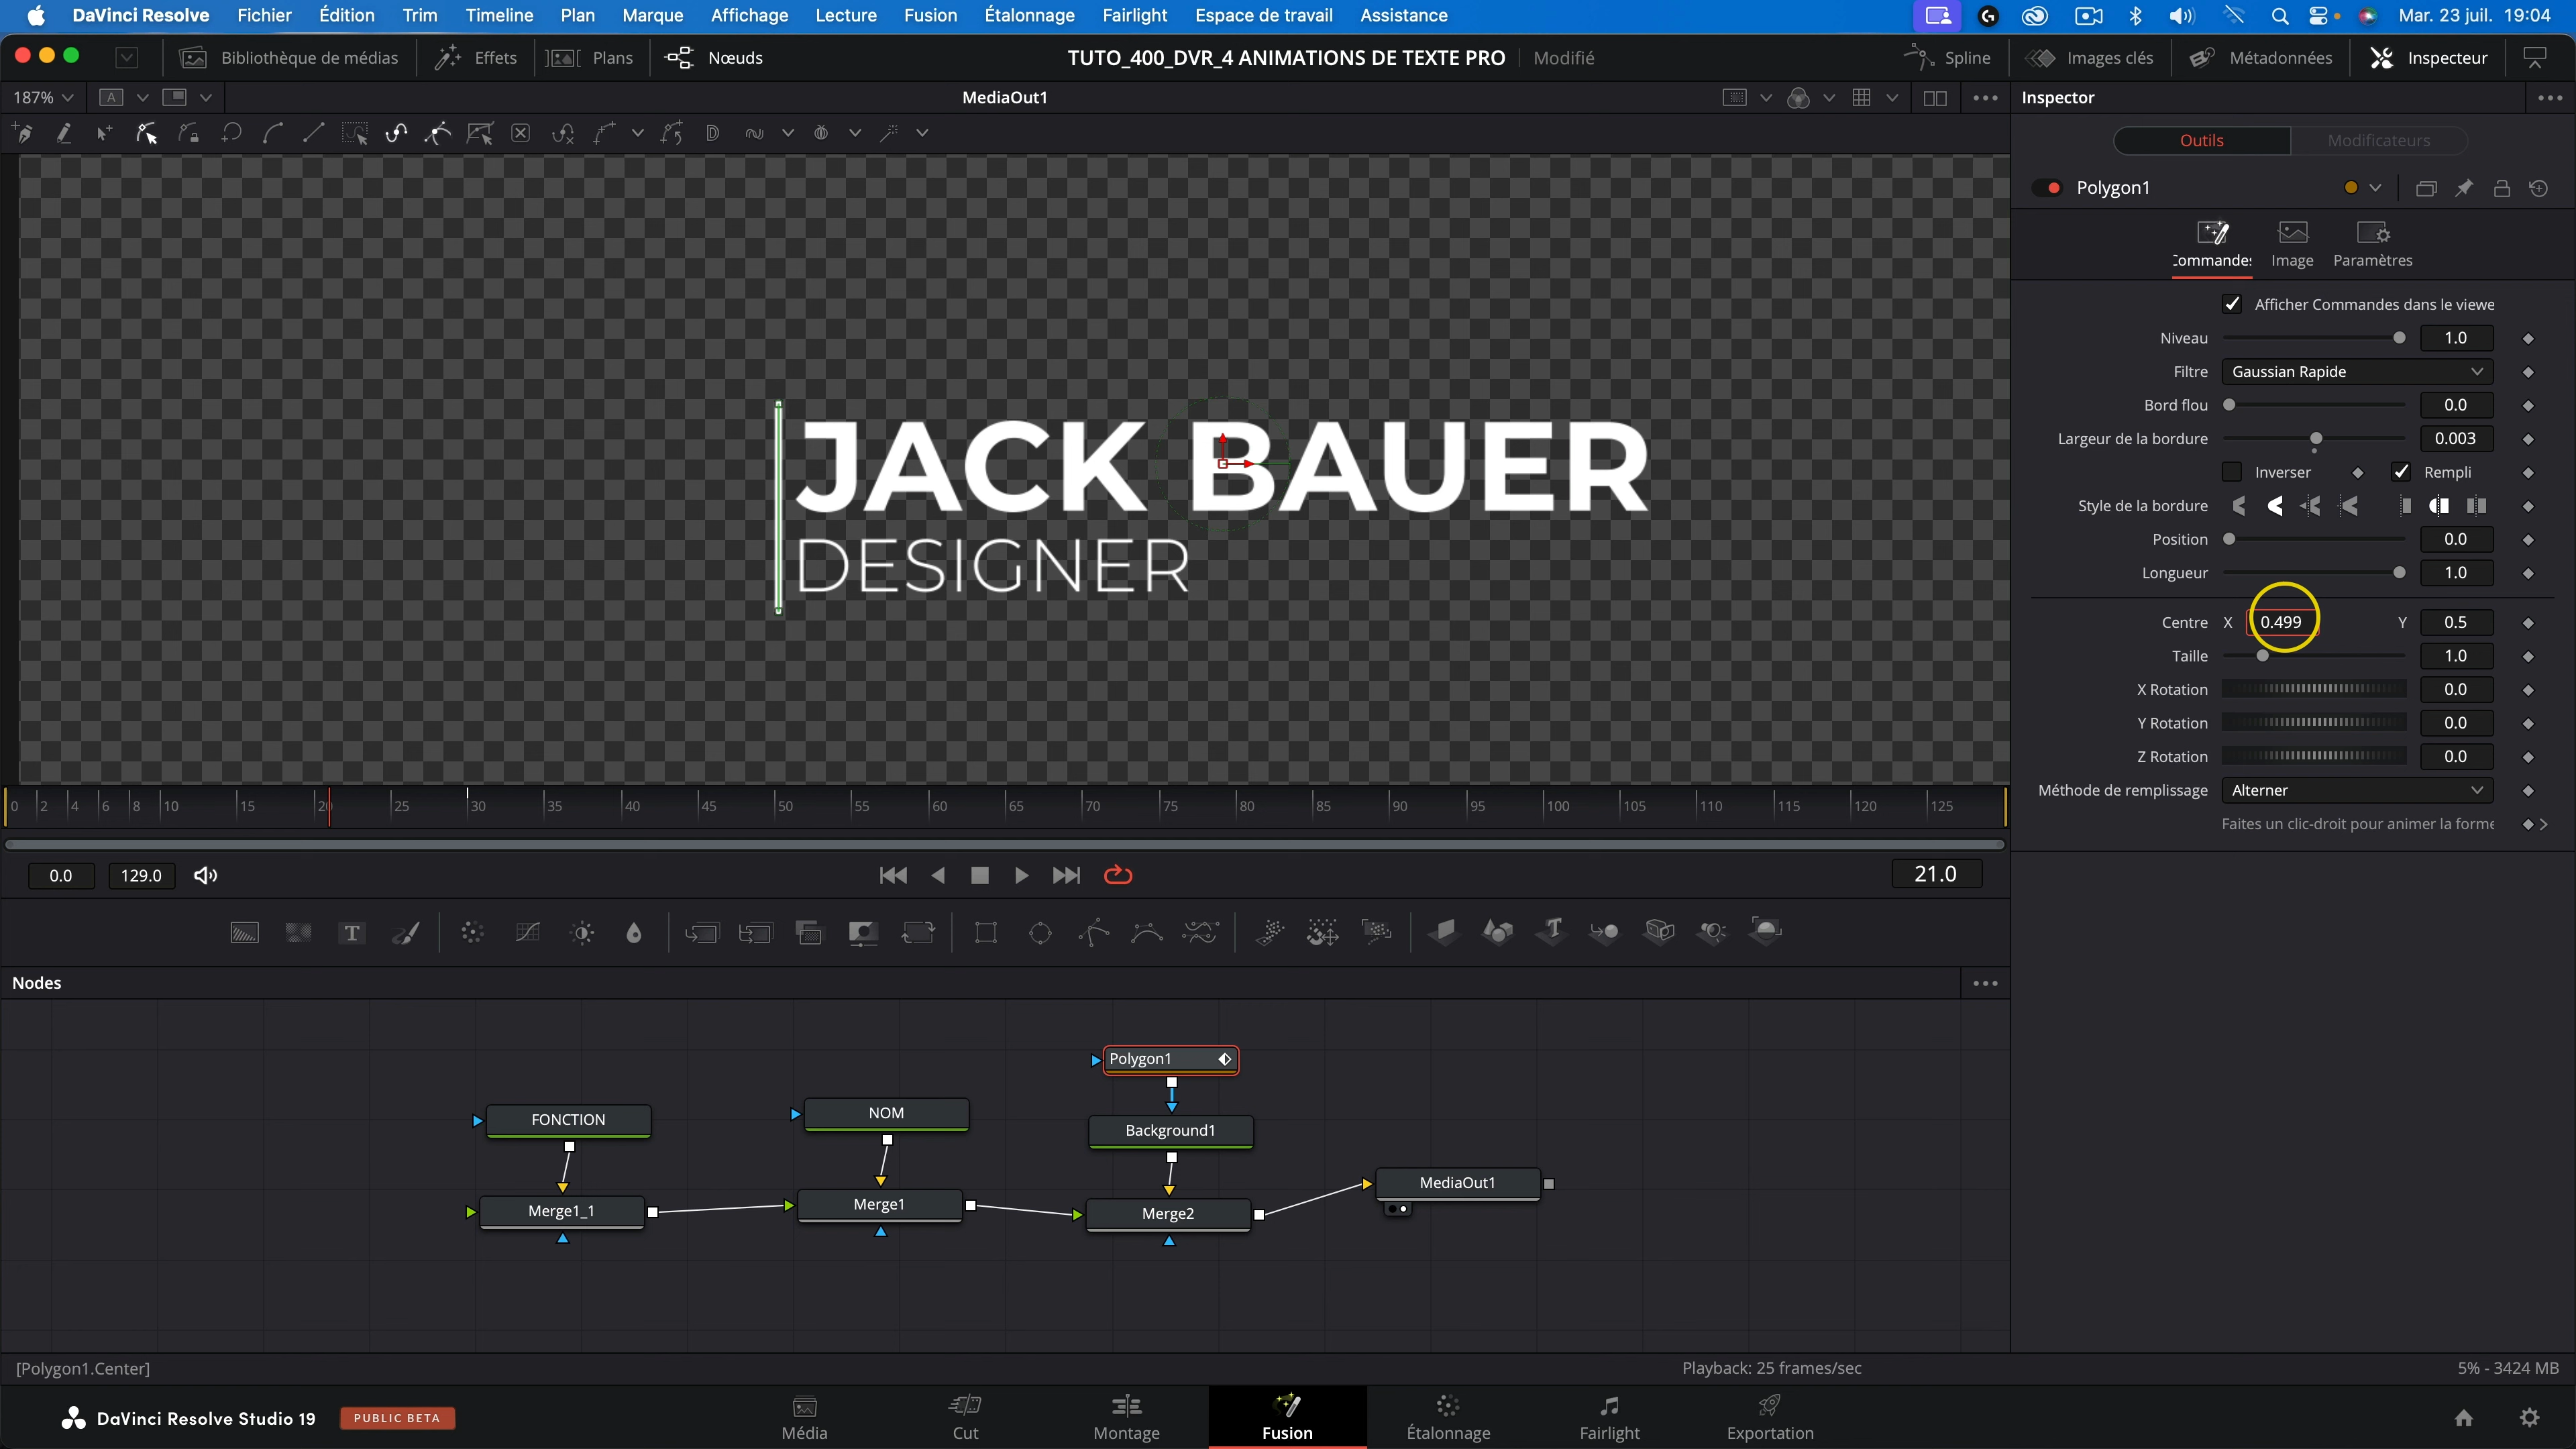 DaVinci Resolve Fichier Édition Trim Timeline Plan Marque Affichage Lecture Fusion Étalonnage Fairlight Espace de travail Assistance Mar. 23 juil. 19:04
Bibliothèque de médias Effets Plans Nœuds TUTO_400_DVR_4 ANIMATIONS DE TEXTE PRO Modifié Spline Images clés Métadonnées Inspecteur
187% A MediaOut1 Inspector
Outils Modificateurs
Polygon1
Commandes Image Paramètres
Afficher Commandes dans le viewe
Niveau 1.0
Filtre Gaussian Rapide
Bord flou 0.0
Largeur de la bordure 0.003
Inverser Rempli
Style de la bordure
Position 0.0
Longueur 1.0
Centre X 0.499 Y 0.5
Taille 1.0
X Rotation 0.0
Y Rotation 0.0
Z Rotation 0.0
Méthode de remplissage Alterner
Faites un clic-droit pour animer la forme
JACK BAUER
DESIGNER
0 2 4 6 8 10 15 20 25 30 35 40 45 50 55 60 65 70 75 80 85 90 95 100 105 110 115 120 125
0.0 129.0 21.0
Nodes
Polygon1
FONCTION NOM Background1
Merge1_1 Merge1 Merge2 MediaOut1
[Polygon1.Center] Playback: 25 frames/sec 5% - 3424 MB
DaVinci Resolve Studio 19 PUBLIC BETA
Média Cut Montage Fusion Étalonnage Fairlight Exportation